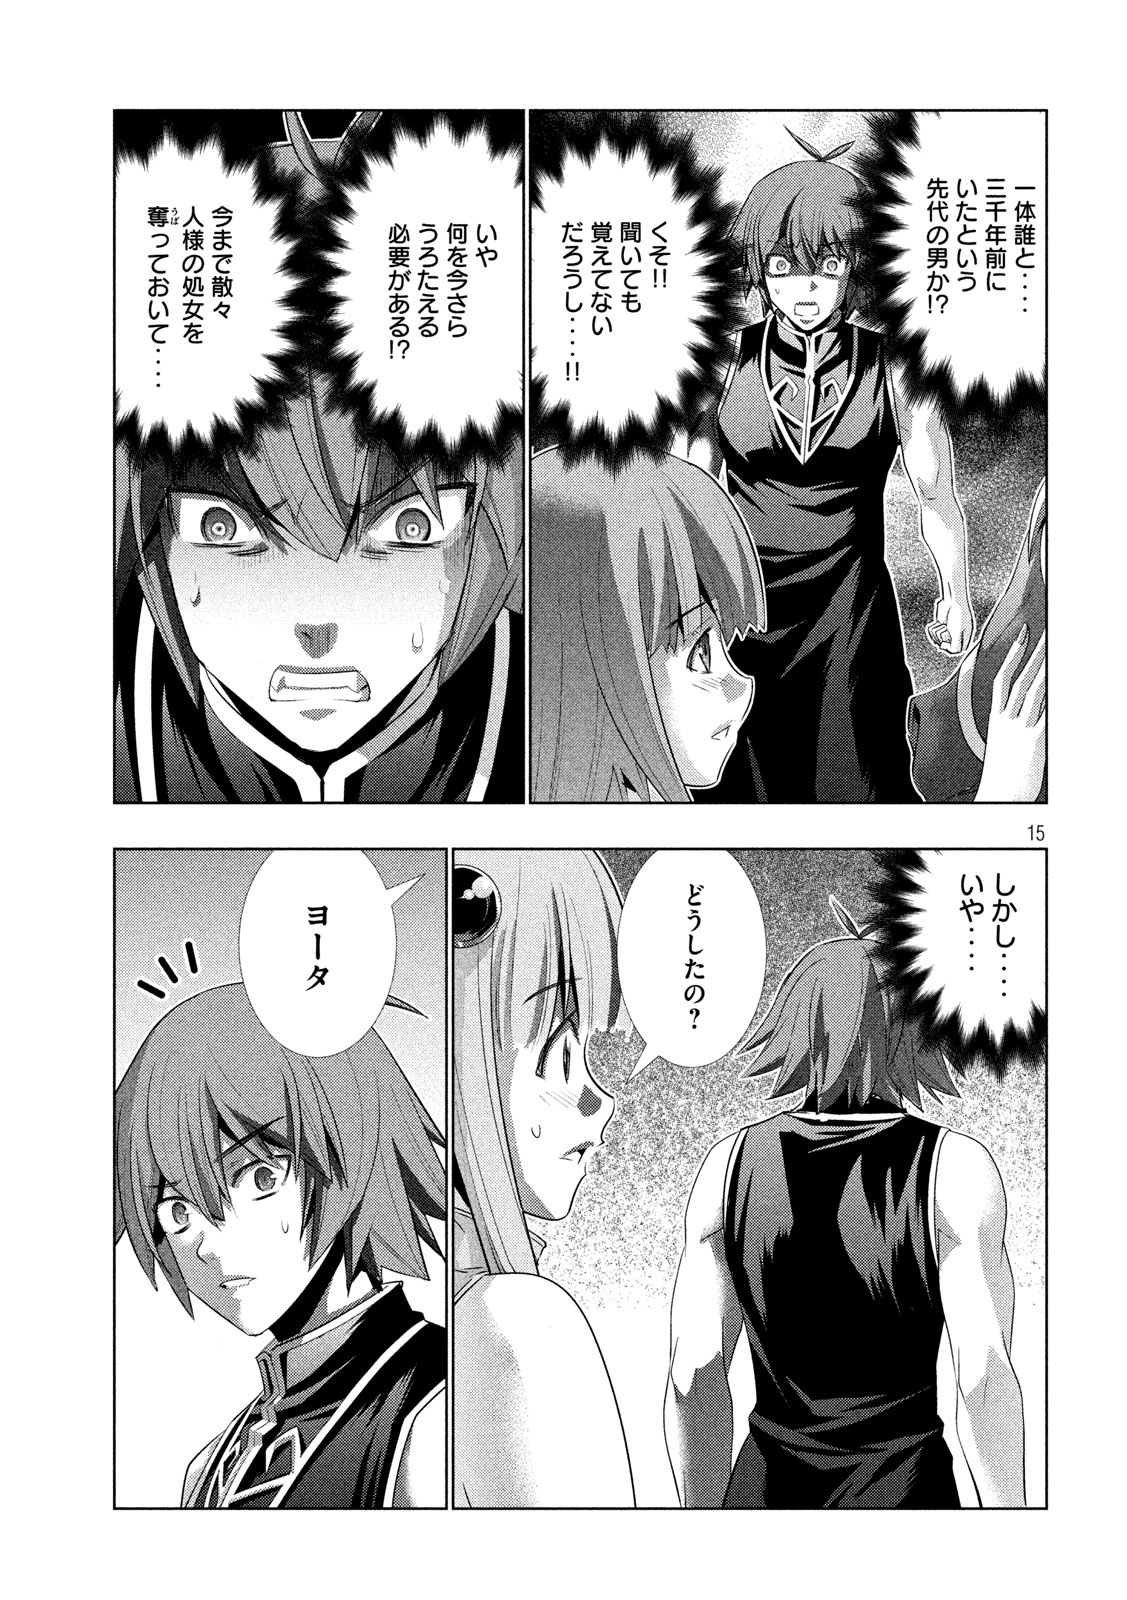 一体誰と‥‥
三千年前に
いたという
先代の男か!?
くそ!!
聞いても
覚えてない
だろうし‥‥!!
いや
何を今さら
うろたえる
必要がある!?
今まで散々
人様の処女を
奪っておいて‥‥
うば
15
しかし‥‥
いや‥‥
どうしたの?
ヨータ